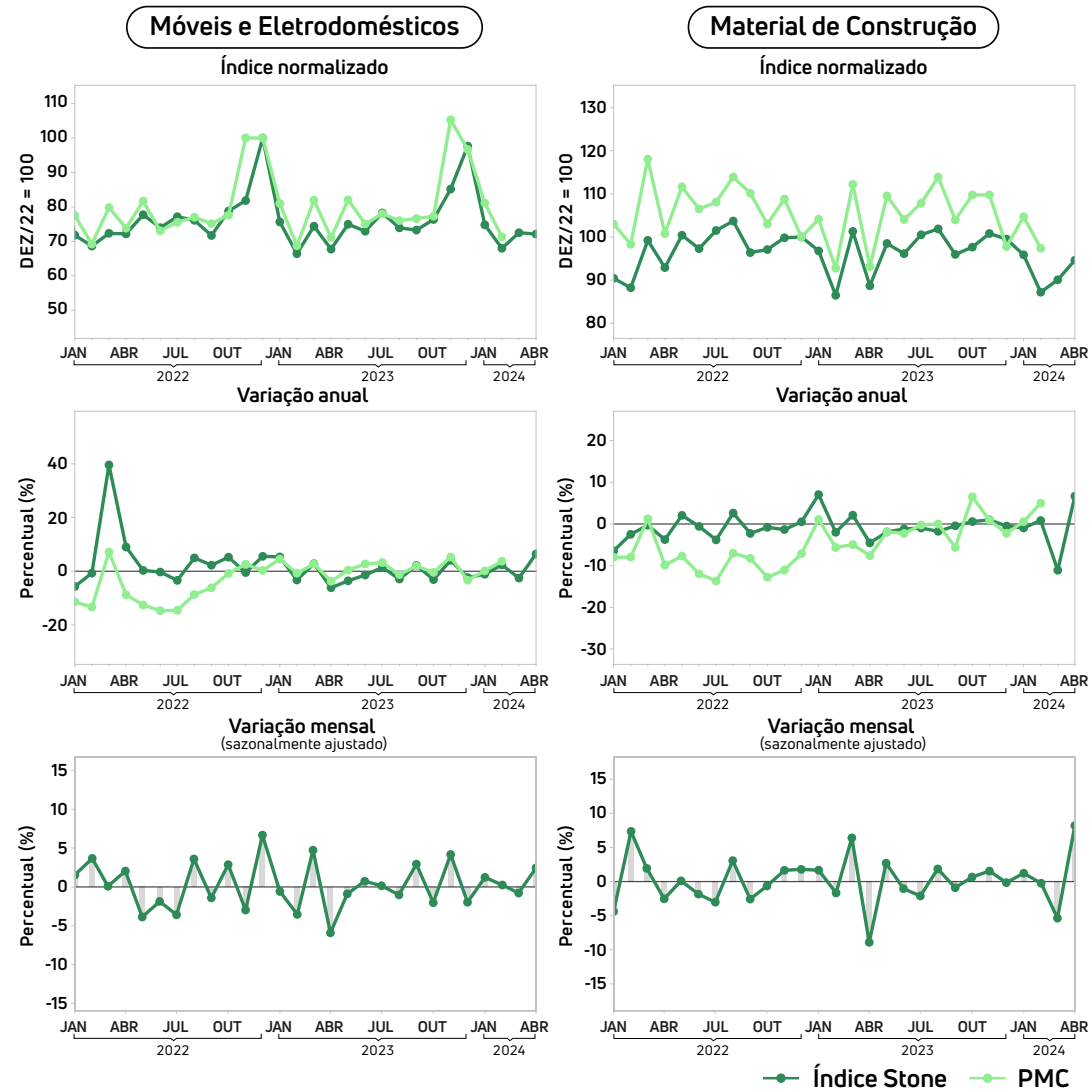 Móveis e Eletrodomésticos
Índice normalizado
DEZ/22 = 100
110
100
90
80
70
60
50
JAN ABR JUL OUT JAN ABR JUL OUT JAN ABR
2022 2023 2024
Variação anual
Percentual (%)
40
20
0
-20
JAN ABR JUL OUT JAN ABR JUL OUT JAN ABR
2022 2023 2024
Variação mensal
(sazonalmente ajustado)
Percentual (%)
15
10
5
0
-5
-10
-15
JAN ABR JUL OUT JAN ABR JUL OUT JAN ABR
2022 2023 2024
Material de Construção
Índice normalizado
DEZ/22 = 100
130
120
110
100
90
80
JAN ABR JUL OUT JAN ABR JUL OUT JAN ABR
2022 2023 2024
Variação anual
Percentual (%)
20
10
0
-10
-20
-30
JAN ABR JUL OUT JAN ABR JUL OUT JAN ABR
2022 2023 2024
Variação mensal
(sazonalmente ajustado)
Percentual (%)
15
10
5
0
-5
-10
-15
JAN ABR JUL OUT JAN ABR JUL OUT JAN ABR
2022 2023 2024
Índice Stone PMC